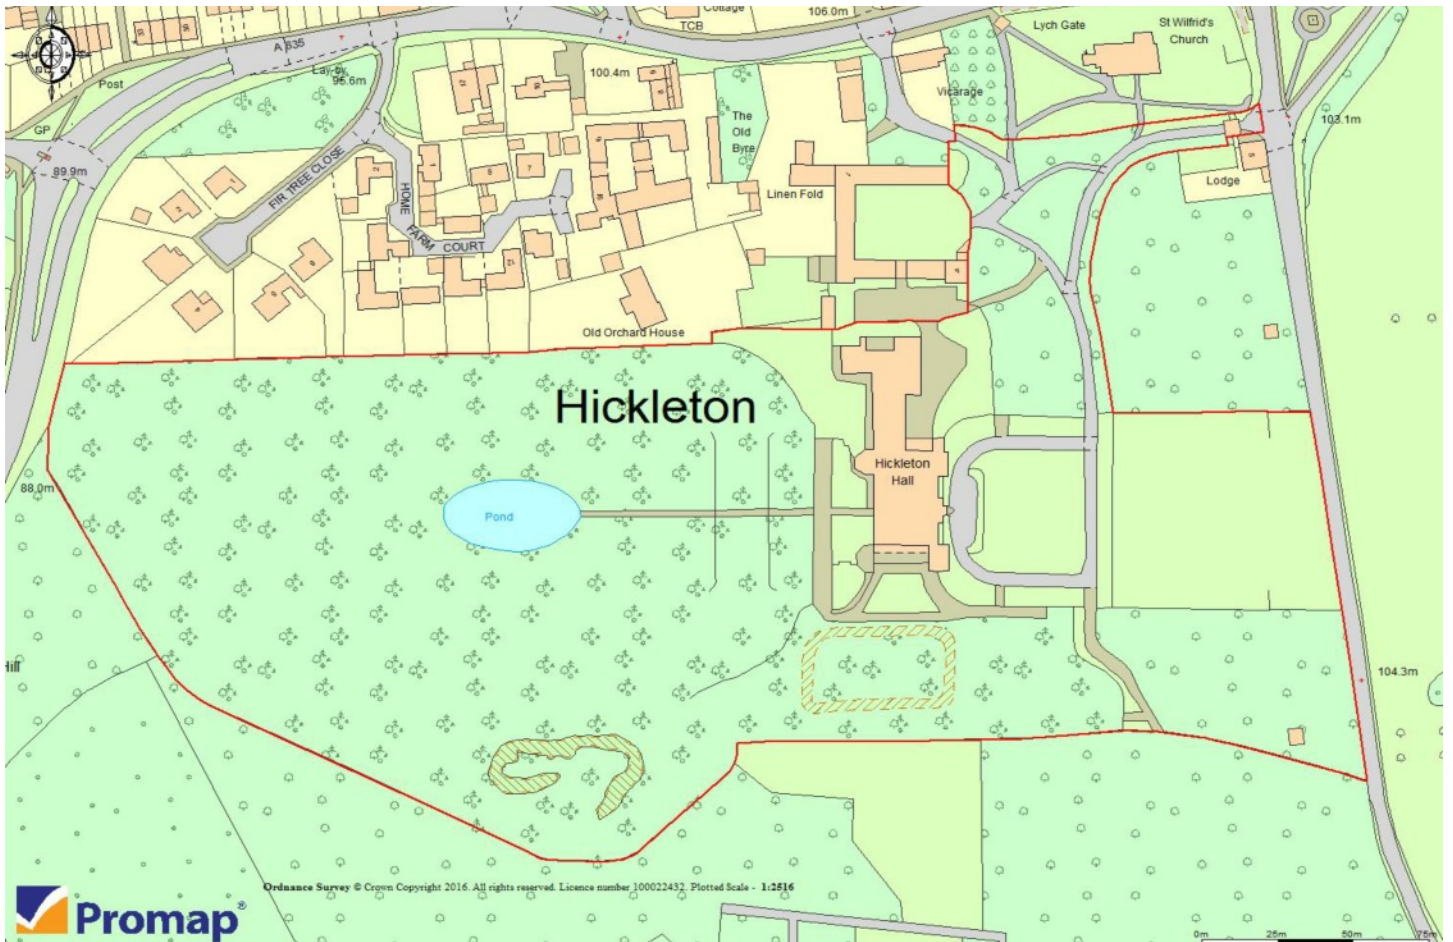 Cottage
TCB
106.0m
Lych Gate
St Wilfrid's
Church
A 635
Lay-by
95.6m
100.4m
Post
GP
89.9m
Vicarage
103.1m
The
Old
Byre
Lodge
Linen Fold
FIR TREE CLOSE
HOME
FARM
COURT
Old Orchard House
Hickleton
Hickleton
Hall
88.0m
Pond
Hill
104.3m
Ordnance Survey © Crown Copyright 2016. All rights reserved. Licence number 100022432. Plotted Scale - 1:2516
Promap®
0m 25m 50m 75m